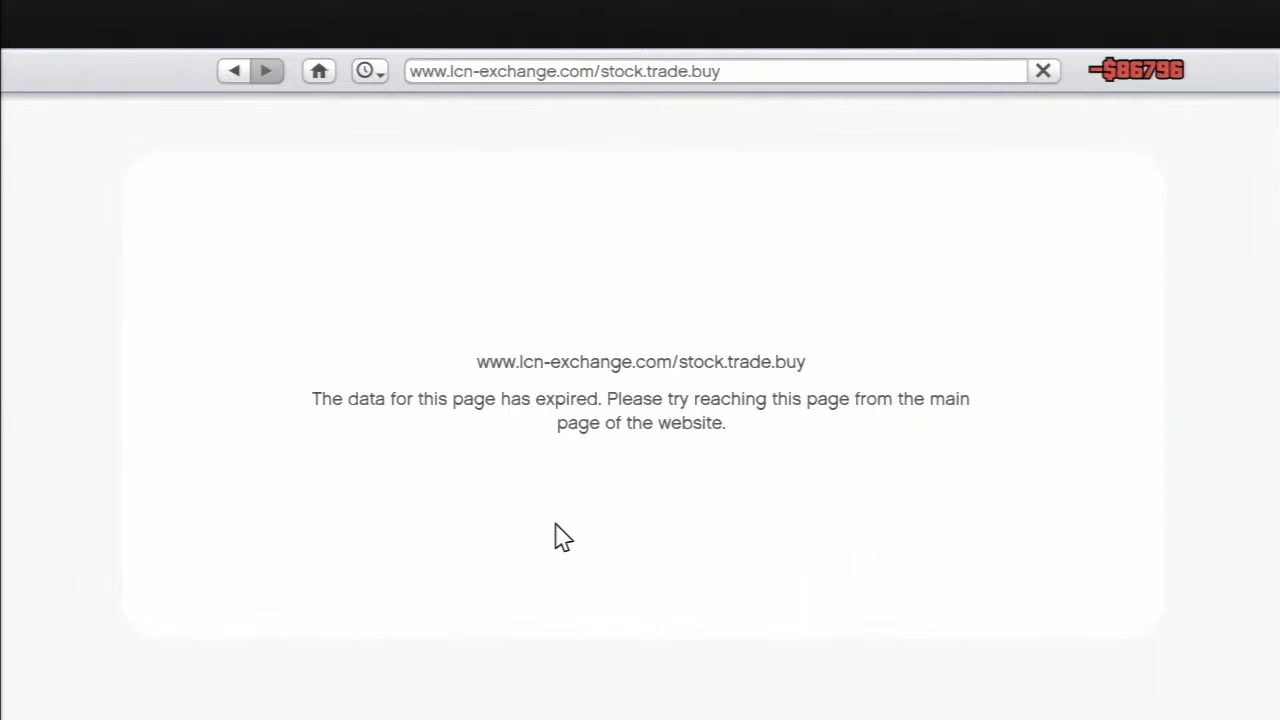 www.lcn-exchange.com/stock.trade.buy
-$86796
www.lcn-exchange.com/stock.trade.buy
The data for this page has expired. Please try reaching this page from the main
page of the website.